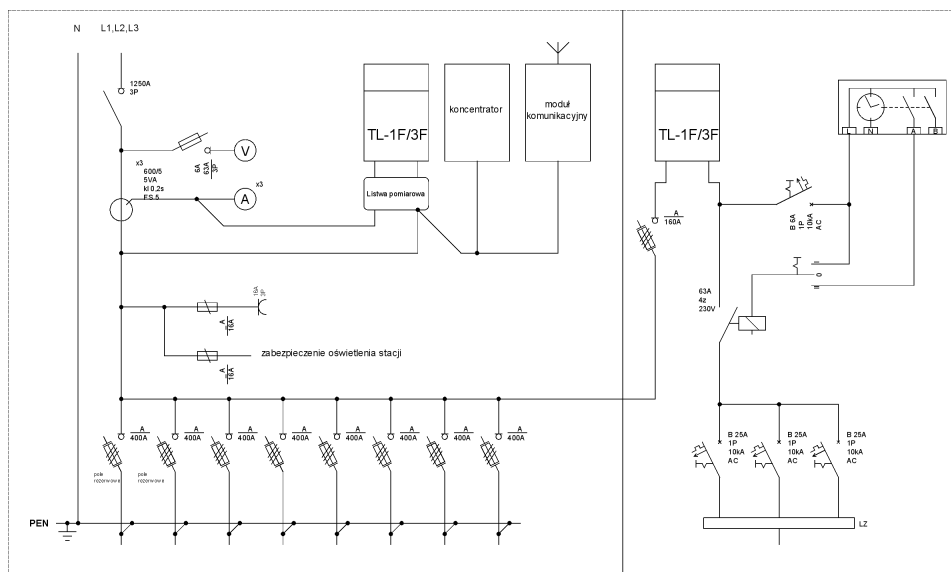 N
L1,L2,L3
1250A
3P
6A
63A
3P
V
x3
600/5
5VA
kl 0,2s
FS 5
A
x3
TL-1F/3F
Listwa pomiarowa
koncentrator
moduł
komunikacyjny
16A
3P
A
16A
zabezpieczenie oświetlenia stacji
A
16A
A
400A
A
400A
A
400A
A
400A
A
400A
A
400A
A
400A
A
400A
pole
rezerwowe
pole
rezerwowe
PEN
TL-1F/3F
A
160A
L
N
A
B
B 6A
1P
10kA
AC
I
0
II
63A
4z
230V
B 25A
1P
10kA
AC
B 25A
1P
10kA
AC
B 25A
1P
10kA
AC
LZ